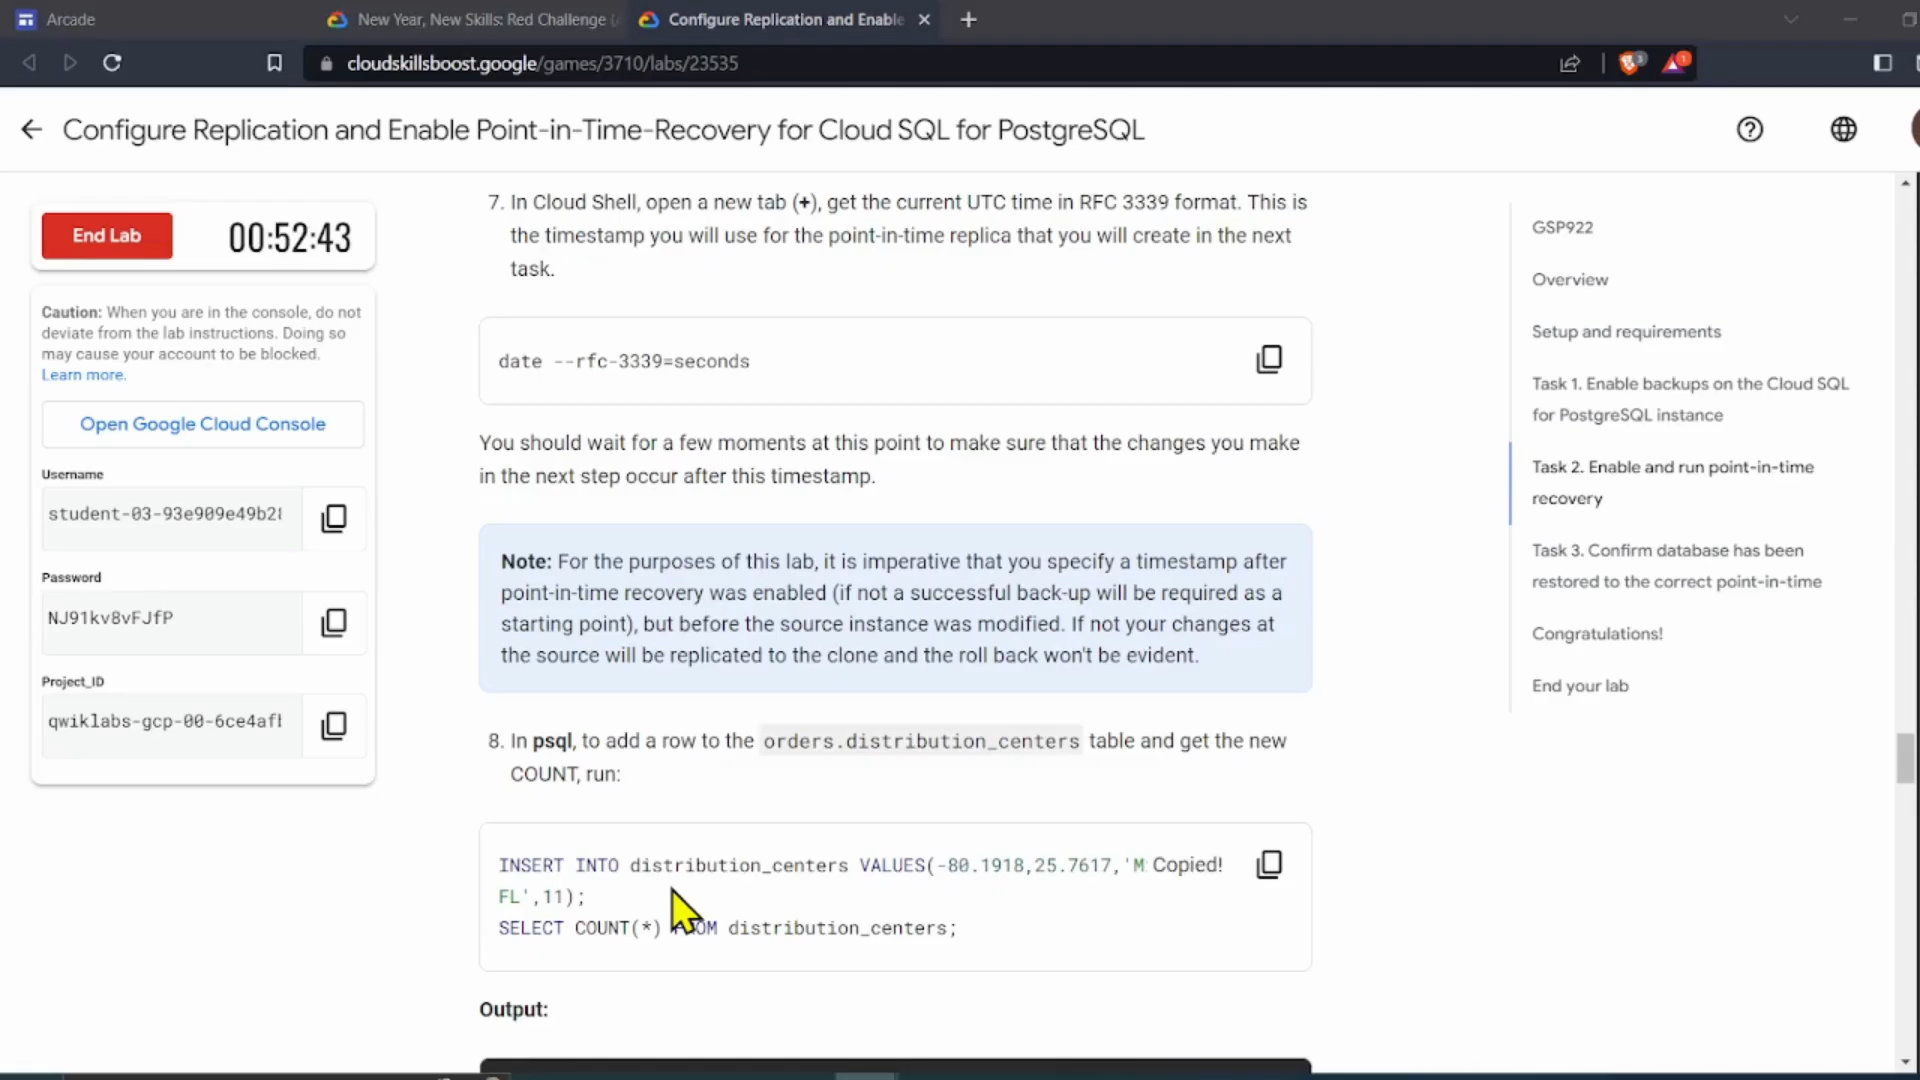 Arcade
New Year, New Skills: Red Challenge
Configure Replication and Enable
cloudskillsboost.google/games/3710/labs/23535
3
1
Configure Replication and Enable Point-in-Time-Recovery for Cloud SQL for PostgreSQL
End Lab
00:52:43
Caution: When you are in the console, do not
deviate from the lab instructions. Doing so
may cause your account to be blocked.
Learn more.
Open Google Cloud Console
Username
student-03-93e909e49b28
Password
NJ91kv8vFJfP
Project_ID
qwiklabs-gcp-00-6ce4af
7. In Cloud Shell, open a new tab (+), get the current UTC time in RFC 3339 format. This is
the timestamp you will use for the point-in-time replica that you will create in the next
task.
date --rfc-3339=seconds
You should wait for a few moments at this point to make sure that the changes you make
in the next step occur after this timestamp.
Note: For the purposes of this lab, it is imperative that you specify a timestamp after
point-in-time recovery was enabled (if not a successful back-up will be required as a
starting point), but before the source instance was modified. If not your changes at
the source will be replicated to the clone and the roll back won't be evident.
8. In psql, to add a row to the orders.distribution_centers table and get the new
COUNT, run:
INSERT INTO distribution_centers VALUES(-80.1918,25.7617,'M Copied!
FL',11);
SELECT COUNT(*) FROM distribution_centers;
Output:
GSP922
Overview
Setup and requirements
Task 1. Enable backups on the Cloud SQL
for PostgreSQL instance
Task 2. Enable and run point-in-time
recovery
Task 3. Confirm database has been
restored to the correct point-in-time
Congratulations!
End your lab